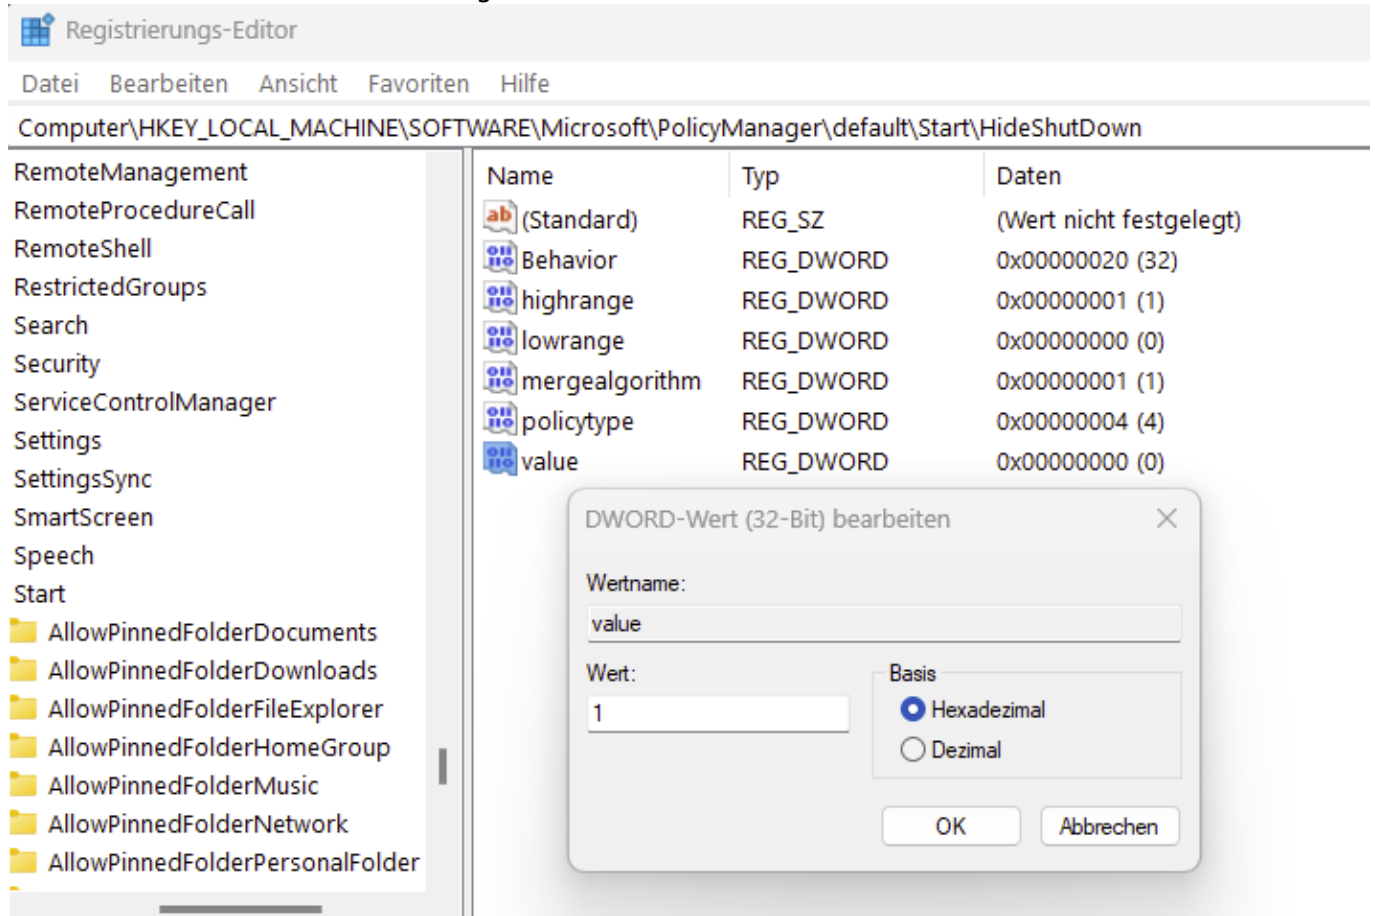 Registrierungs-Editor
Datei Bearbeiten Ansicht Favoriten Hilfe
Computer\HKEY_LOCAL_MACHINE\SOFTWARE\Microsoft\PolicyManager\default\Start\HideShutDown
RemoteManagement
RemoteProcedureCall
RemoteShell
RestrictedGroups
Search
Security
ServiceControlManager
Settings
SettingsSync
SmartScreen
Speech
Start
AllowPinnedFolderDocuments
AllowPinnedFolderDownloads
AllowPinnedFolderFileExplorer
AllowPinnedFolderHomeGroup
AllowPinnedFolderMusic
AllowPinnedFolderNetwork
AllowPinnedFolderPersonalFolder
Name Typ Daten
(Standard) REG_SZ (Wert nicht festgelegt)
Behavior REG_DWORD 0x00000020 (32)
highrange REG_DWORD 0x00000001 (1)
lowrange REG_DWORD 0x00000000 (0)
mergealgorithm REG_DWORD 0x00000001 (1)
policytype REG_DWORD 0x00000004 (4)
value REG_DWORD 0x00000000 (0)
DWORD-Wert (32-Bit) bearbeiten
Wertname:
value
Wert:
1
Basis
Hexadezimal
Dezimal
OK Abbrechen